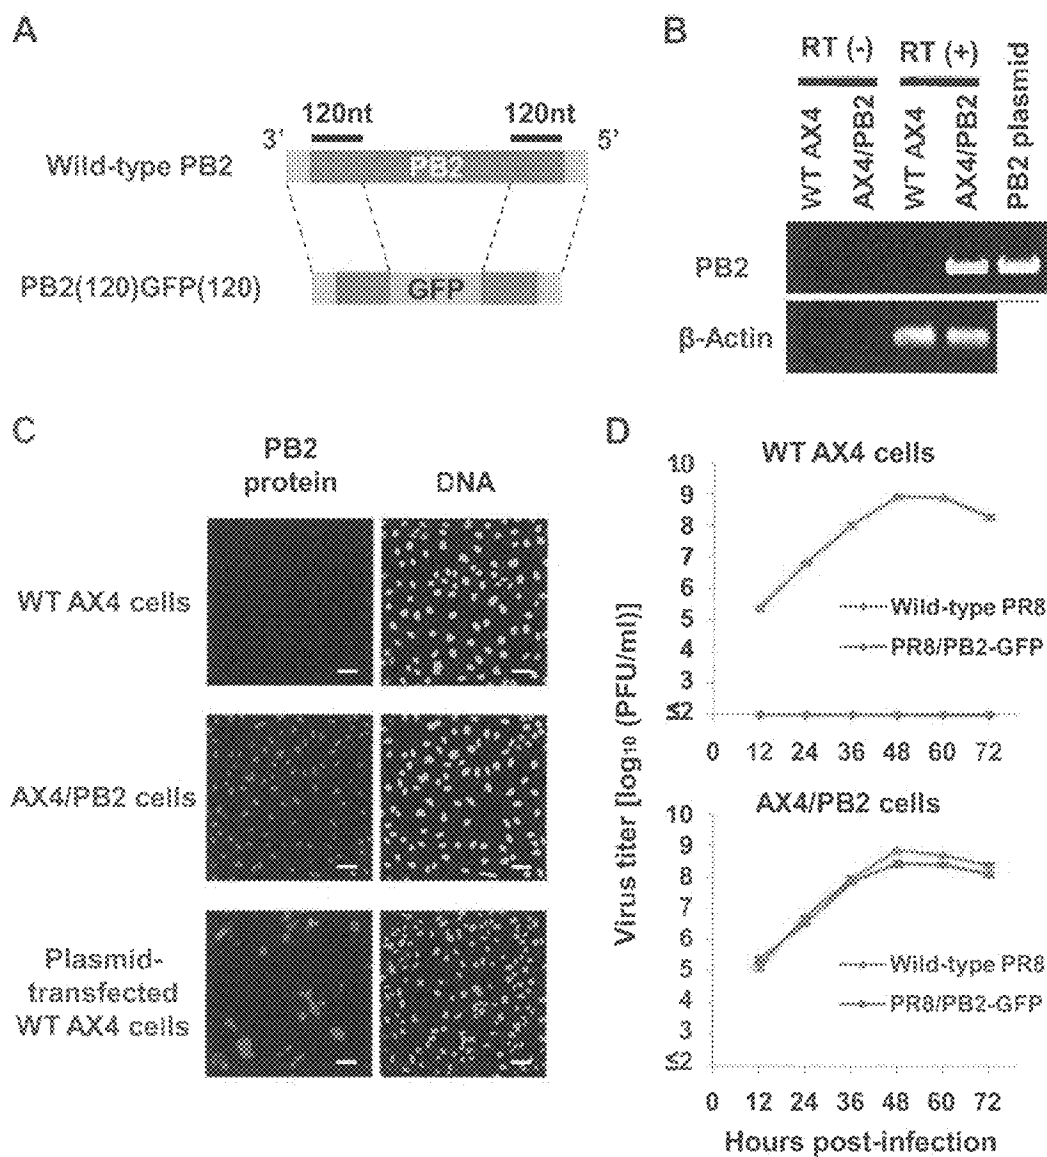 A
120nt 120nt
3' 5'
Wild-type PB2
PB2
PB2(120)GFP(120)
GFP
B
RT (-) RT (+)
WT AX4
AX4/PB2
WT AX4
AX4/PB2
PB2 plasmid
PB2
β-Actin
C
PB2
protein
DNA
WT AX4 cells
AX4/PB2 cells
Plasmid-
transfected
WT AX4 cells
D
WT AX4 cells
10
9
8
7
6
5
4
3
≤2
Wild-type PR8
PR8/PB2-GFP
0 12 24 36 48 60 72
Virus titer [log₁₀ (PFU/ml)]
AX4/PB2 cells
10
9
8
7
6
5
4
3
≤2
Wild-type PR8
PR8/PB2-GFP
0 12 24 36 48 60 72
Hours post-infection